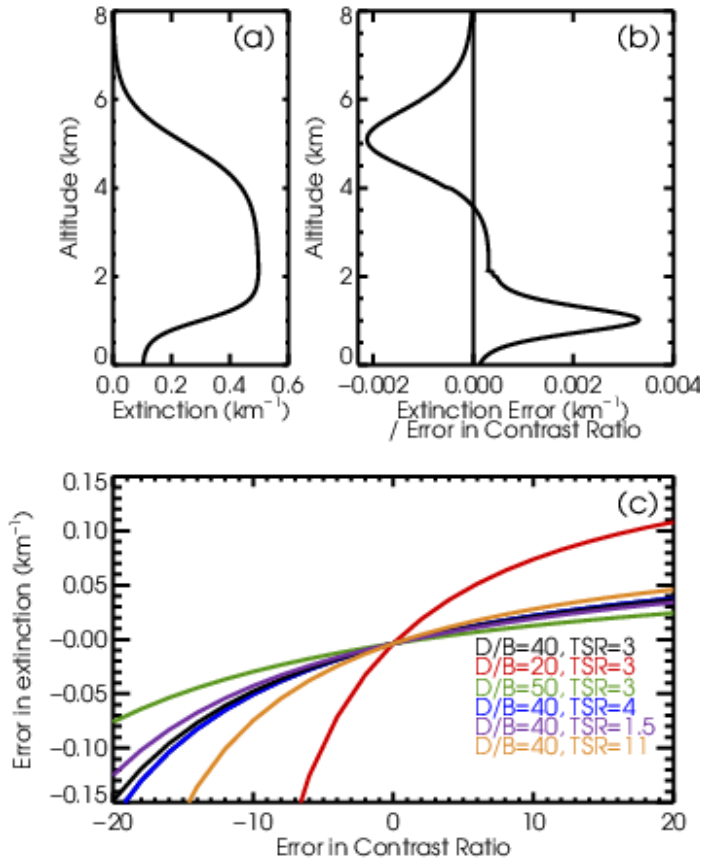 (a)
8
6
4
2
0
Altitude (km)
0.0 0.2 0.4 0.6
Extinction (km⁻¹)
(b)
8
6
4
2
0
Altitude (km)
−0.002 0.000 0.002 0.004
Extinction Error (km⁻¹)
/ Error in Contrast Ratio
(c)
0.15
0.10
0.05
−0.00
−0.05
−0.10
−0.15
Error in extinction (km⁻¹)
D/B=40, TSR=3
D/B=20, TSR=3
D/B=50, TSR=3
D/B=40, TSR=4
D/B=40, TSR=1.5
D/B=40, TSR=11
−20 −10 0 10 20
Error in Contrast Ratio